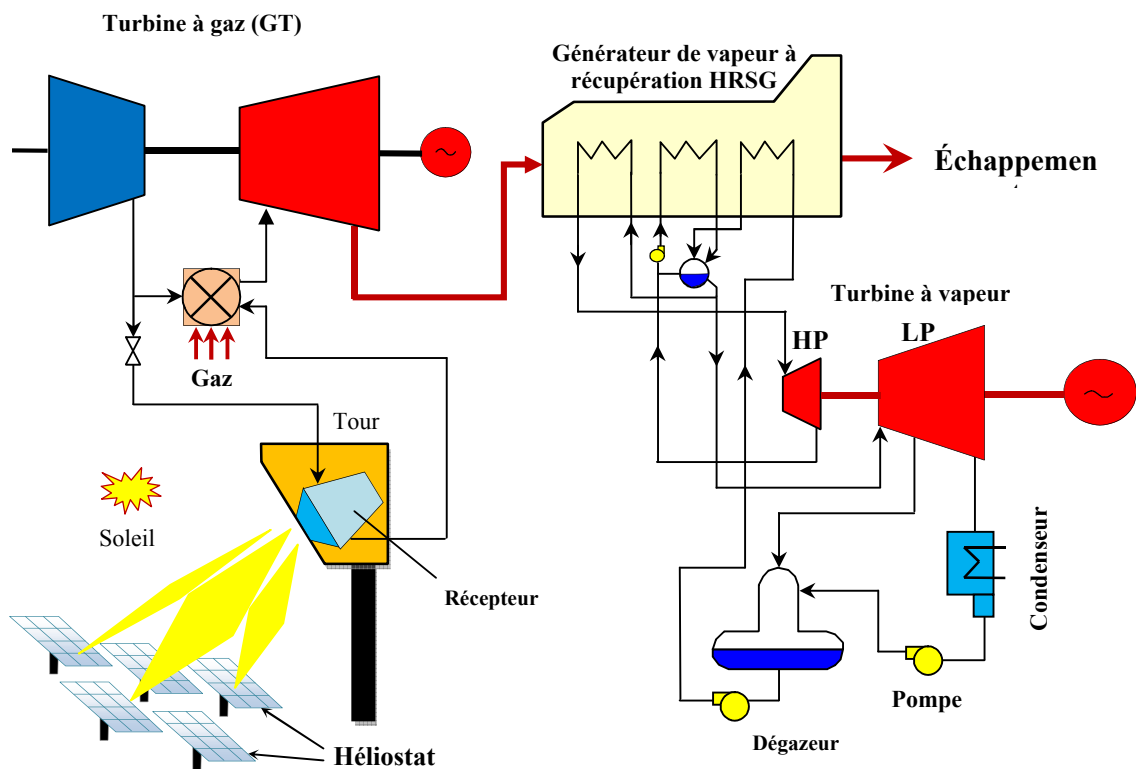 Turbine à gaz (GT)
Générateur de vapeur à
récupération HRSG
Échappemen
Turbine à vapeur
HP
LP
Gaz
Tour
Soleil
Récepteur
Condenseur
Pompe
Dégazeur
Héliostat